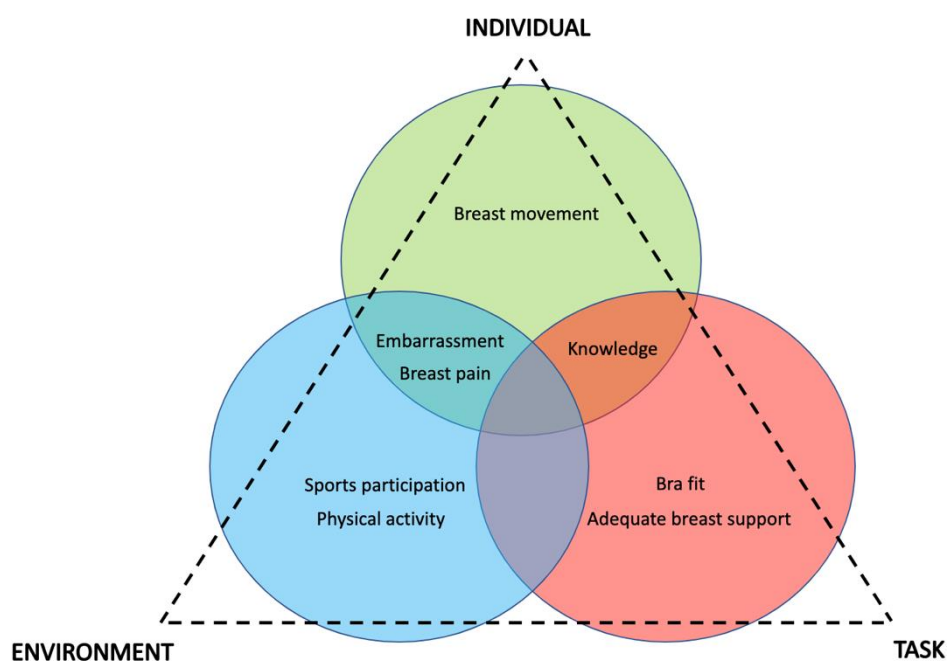 INDIVIDUAL
Breast movement
Embarrassment
Breast pain
Knowledge
Sports participation
Physical activity
Bra fit
Adequate breast support
ENVIRONMENT
TASK